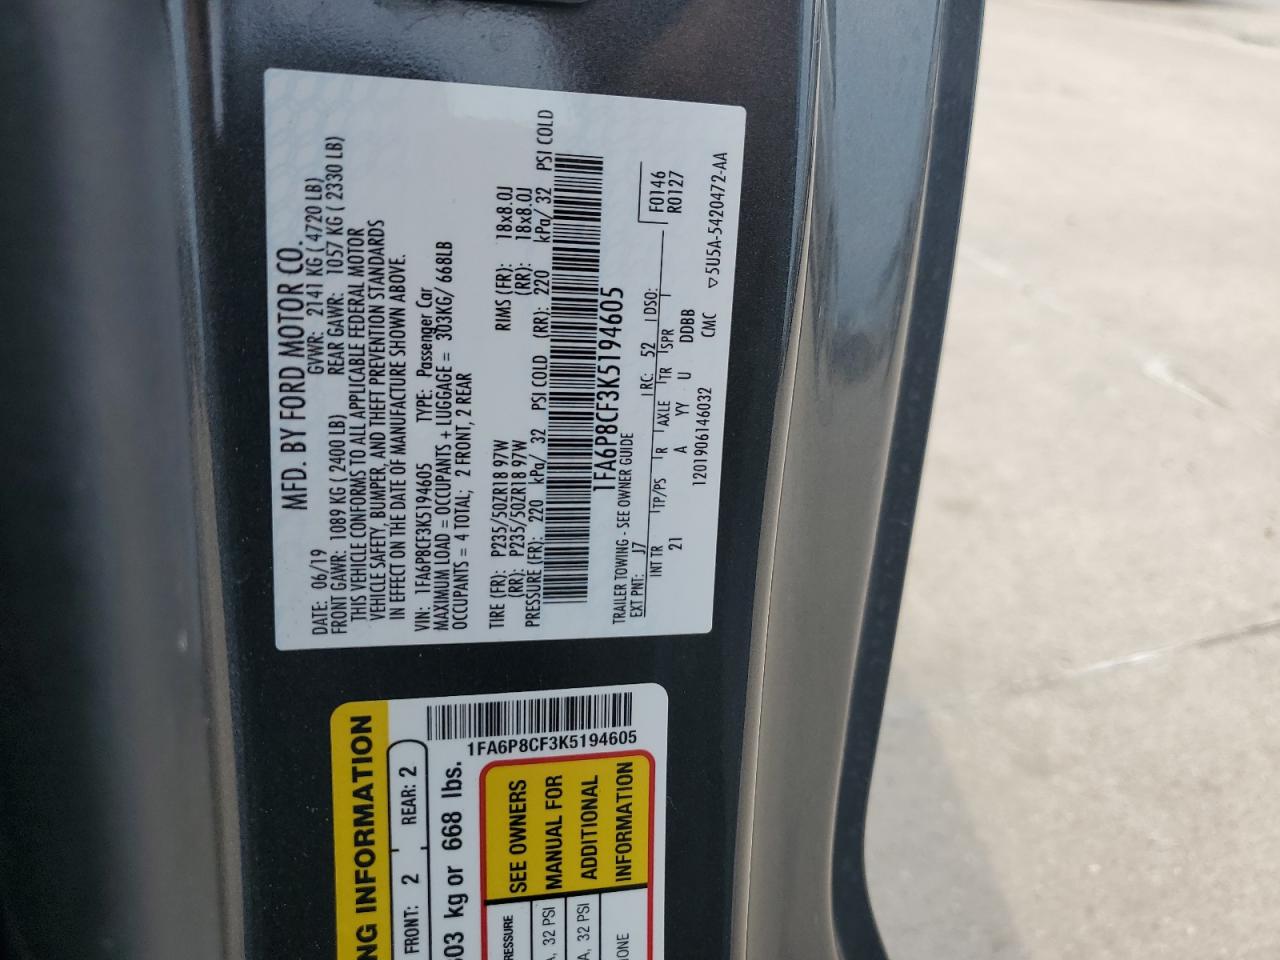 MFD. BY FORD MOTOR CO.
DATE: 06/19 GVWR: 2141 KG ( 4720 LB)
FRONT GAWR: 1089 KG ( 2400 LB) REAR GAWR: 1057 KG ( 2330 LB)
THIS VEHICLE CONFORMS TO ALL APPLICABLE FEDERAL MOTOR
VEHICLE SAFETY, BUMPER, AND THEFT PREVENTION STANDARDS
IN EFFECT ON THE DATE OF MANUFACTURE SHOWN ABOVE.
VIN: 1FA6P8CF3K5194605 TYPE: Passenger Car
MAXIMUM LOAD = OCCUPANTS + LUGGAGE = 303KG/ 668LB
OCCUPANTS = 4 TOTAL; 2 FRONT, 2 REAR
TIRE (FR): P235/50ZR18 97W RIMS (FR): 18x8.0J
(RR): P235/50ZR18 97W (RR): 18x8.0J
PRESSURE (FR): 220 kPa/ 32 PSI COLD (RR): 220 kPa/ 32 PSI COLD
1FA6P8CF3K5194605
TRAILER TOWING - SEE OWNER GUIDE F0146
EXT PNT: J7 RC: 52 DSO: R0127
INT TR TP/PS R AXLE TR SPR
21 A YY U DDBB
1201906146032 CMC ▽5U5A-5420472-AA
NG INFORMATION
FRONT: 2 REAR: 2
1FA6P8CF3K5194605
303 kg or 668 lbs.
RESSURE
A, 32 PSI
A, 32 PSI
ONE
SEE OWNERS
MANUAL FOR
ADDITIONAL
INFORMATION